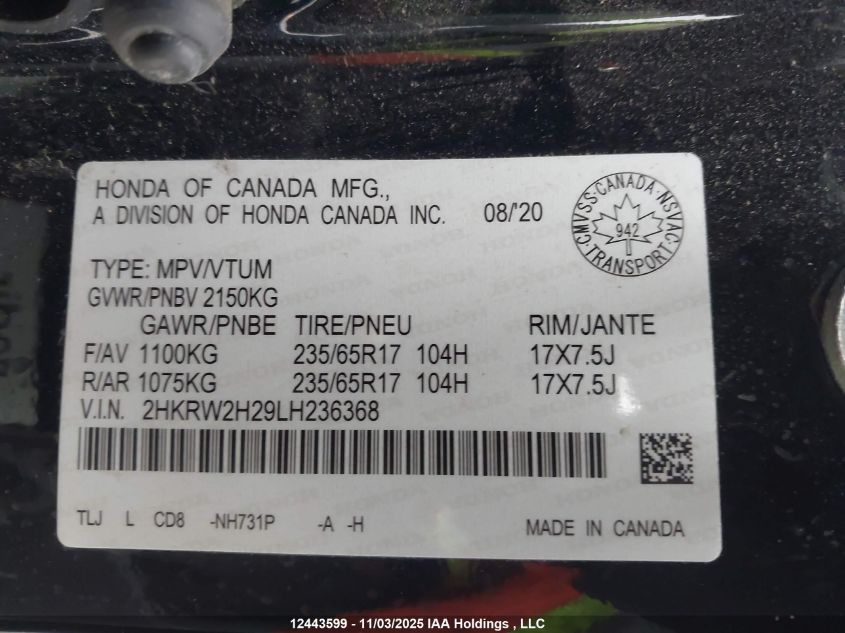 HONDA OF CANADA MFG.,
A DIVISION OF HONDA CANADA INC. 08/'20
CMVSS·CANADA·NSVAC·TRANSPORT·
942
TYPE: MPV/VTUM
GVWR/PNBV 2150KG
GAWR/PNBE TIRE/PNEU RIM/JANTE
F/AV 1100KG 235/65R17 104H 17X7.5J
R/AR 1075KG 235/65R17 104H 17X7.5J
V.I.N. 2HKRW2H29LH236368
TLJ L CD8 -NH731P -A -H MADE IN CANADA
12443599 - 11/03/2025 IAA Holdings , LLC